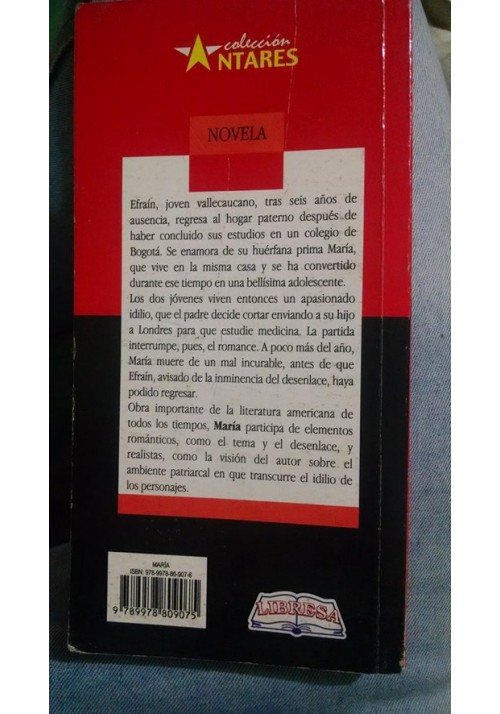 colección
ANTARES
NOVELA
Efraín, joven vallecaucano, tras seis años de
ausencia, regresa al hogar paterno después de
haber concluido sus estudios en un colegio de
Bogotá. Se enamora de su huérfana prima María,
que vive en la misma casa y se ha convertido
durante ese tiempo en una bellísima adolescente.
Los dos jóvenes viven entonces un apasionado
idilio, que el padre decide cortar enviando a su hijo
a Londres para que estudie medicina. La partida
interrumpe, pues, el romance. A poco más del año,
María muere de un mal incurable, antes de que
Efraín, avisado de la inminencia del desenlace, haya
podido regresar.
Obra importante de la literatura americana de
todos los tiempos, María participa de elementos
románticos, como el tema y el desenlace, y
realistas, como la visión del autor sobre el
ambiente patriarcal en que transcurre el idilio de
los personajes.
MARÍA
ISBN: 978-9978-80-907-5
9 789978 809075
LIBRESA